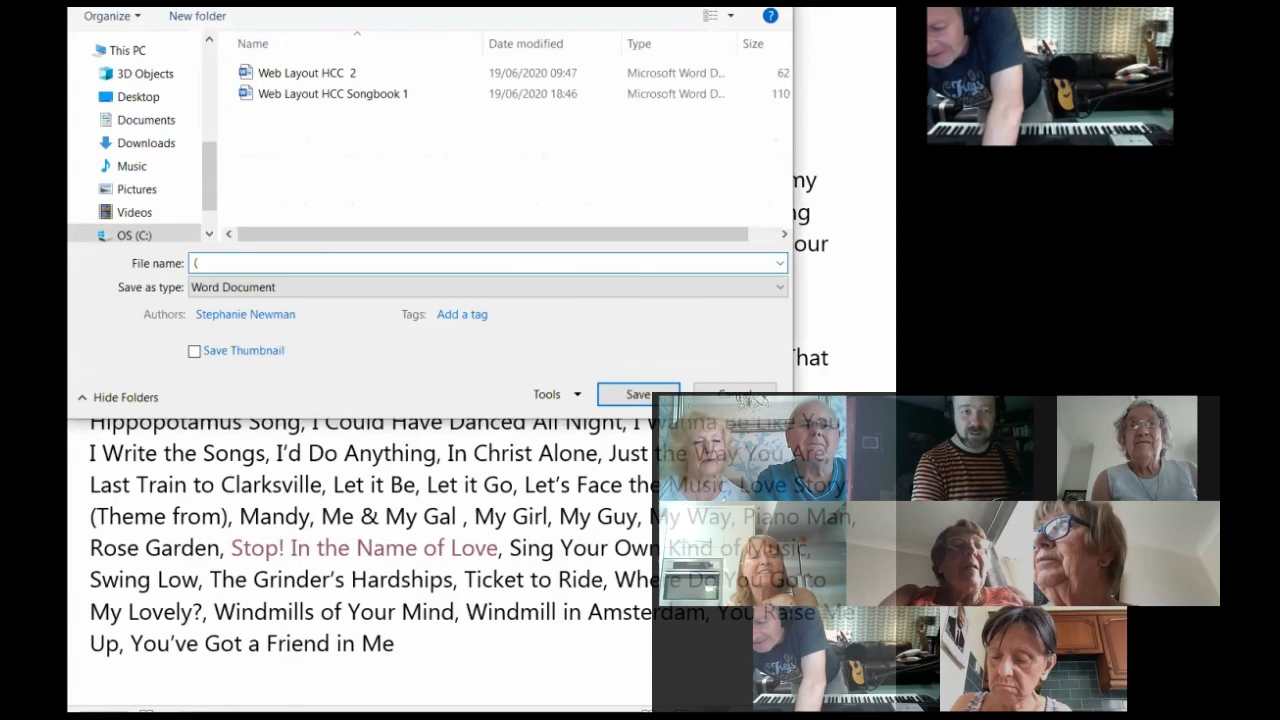 Organize New folder
Name Date modified Type Size
This PC
3D Objects
Desktop
Documents
Downloads
Music
Pictures
Videos
OS (C:)
Web Layout HCC 2 19/06/2020 09:47 Microsoft Word D... 62
Web Layout HCC Songbook 1 19/06/2020 18:46 Microsoft Word D... 110
File name: (
Save as type: Word Document
Authors: Stephanie Newman Tags: Add a tag
Save Thumbnail
Hide Folders Tools Save Cancel
my
ng
our
That
Hippopotamus Song, I Could Have Danced All Night, I Wanna Be Like You,
I Write the Songs, I'd Do Anything, In Christ Alone, Just the Way You Are,
Last Train to Clarksville, Let it Be, Let it Go, Let's Face the Music, Love Story
(Theme from), Mandy, Me & My Gal , My Girl, My Guy, My Way, Piano Man,
Rose Garden, Stop! In the Name of Love, Sing Your Own Kind of Music,
Swing Low, The Grinder's Hardships, Ticket to Ride, Where Do You Go to
My Lovely?, Windmills of Your Mind, Windmill in Amsterdam, You Raise Me
Up, You've Got a Friend in Me